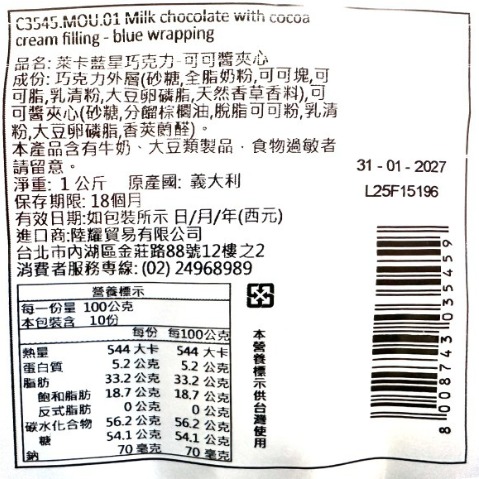 C3545.MOU.01 Milk chocolate with cocoa
cream filling - blue wrapping
品名: 萊卡藍星巧克力-可可醬夾心
成份: 巧克力外層(砂糖,全脂奶粉,可可塊,可
可脂,乳清粉,大豆卵磷脂,天然香草香料),可
可醬夾心(砂糖,分餾棕櫚油,脫脂可可粉,乳清
粉,大豆卵磷脂,香莢蘭醛)。
本產品含有牛奶、大豆類製品，食物過敏者
請留意。
淨重: 1 公斤 原產國: 義大利
保存期限: 18個月
有效日期:如包裝所示 日/月/年(西元)
進口商:陸耀貿易有限公司
台北市內湖區金莊路88號12樓之2
消費者服務專線: (02) 24968989
31-01-2027
L25F15196
營養標示
每一份量 100公克
本包裝含 10份
每份 每100公克
熱量 544 大卡 544 大卡
蛋白質 5.2 公克 5.2 公克
脂肪 33.2 公克 33.2 公克
飽和脂肪 18.7 公克 18.7 公克
反式脂肪 0 公克 0 公克
碳水化合物 56.2 公克 56.2 公克
糖 54.1 公克 54.1 公克
鈉 70 毫克 70 毫克
本營養標示供台灣使用
8 008743 035459